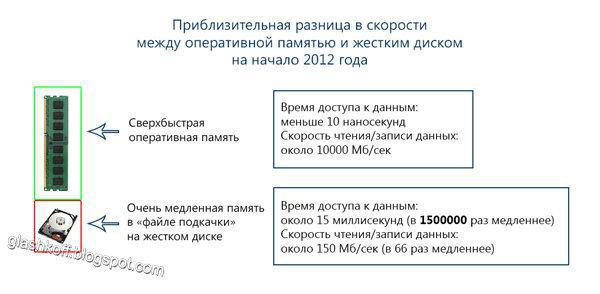 Приблизительная разница в скорости
между оперативной памятью и жестким диском
на начало 2012 года
Сверхбыстрая
оперативная память
Время доступа к данным:
меньше 10 наносекунд
Скорость чтения/записи данных:
около 10000 Мб/сек
Очень медленная память
в «файле подкачки»
на жестком диске
Время доступа к данным:
около 15 миллисекунд (в 1500000 раз медленнее)
Скорость чтения/записи данных:
около 150 Мб/сек (в 66 раз медленнее)
glashkoff.blogspot.com